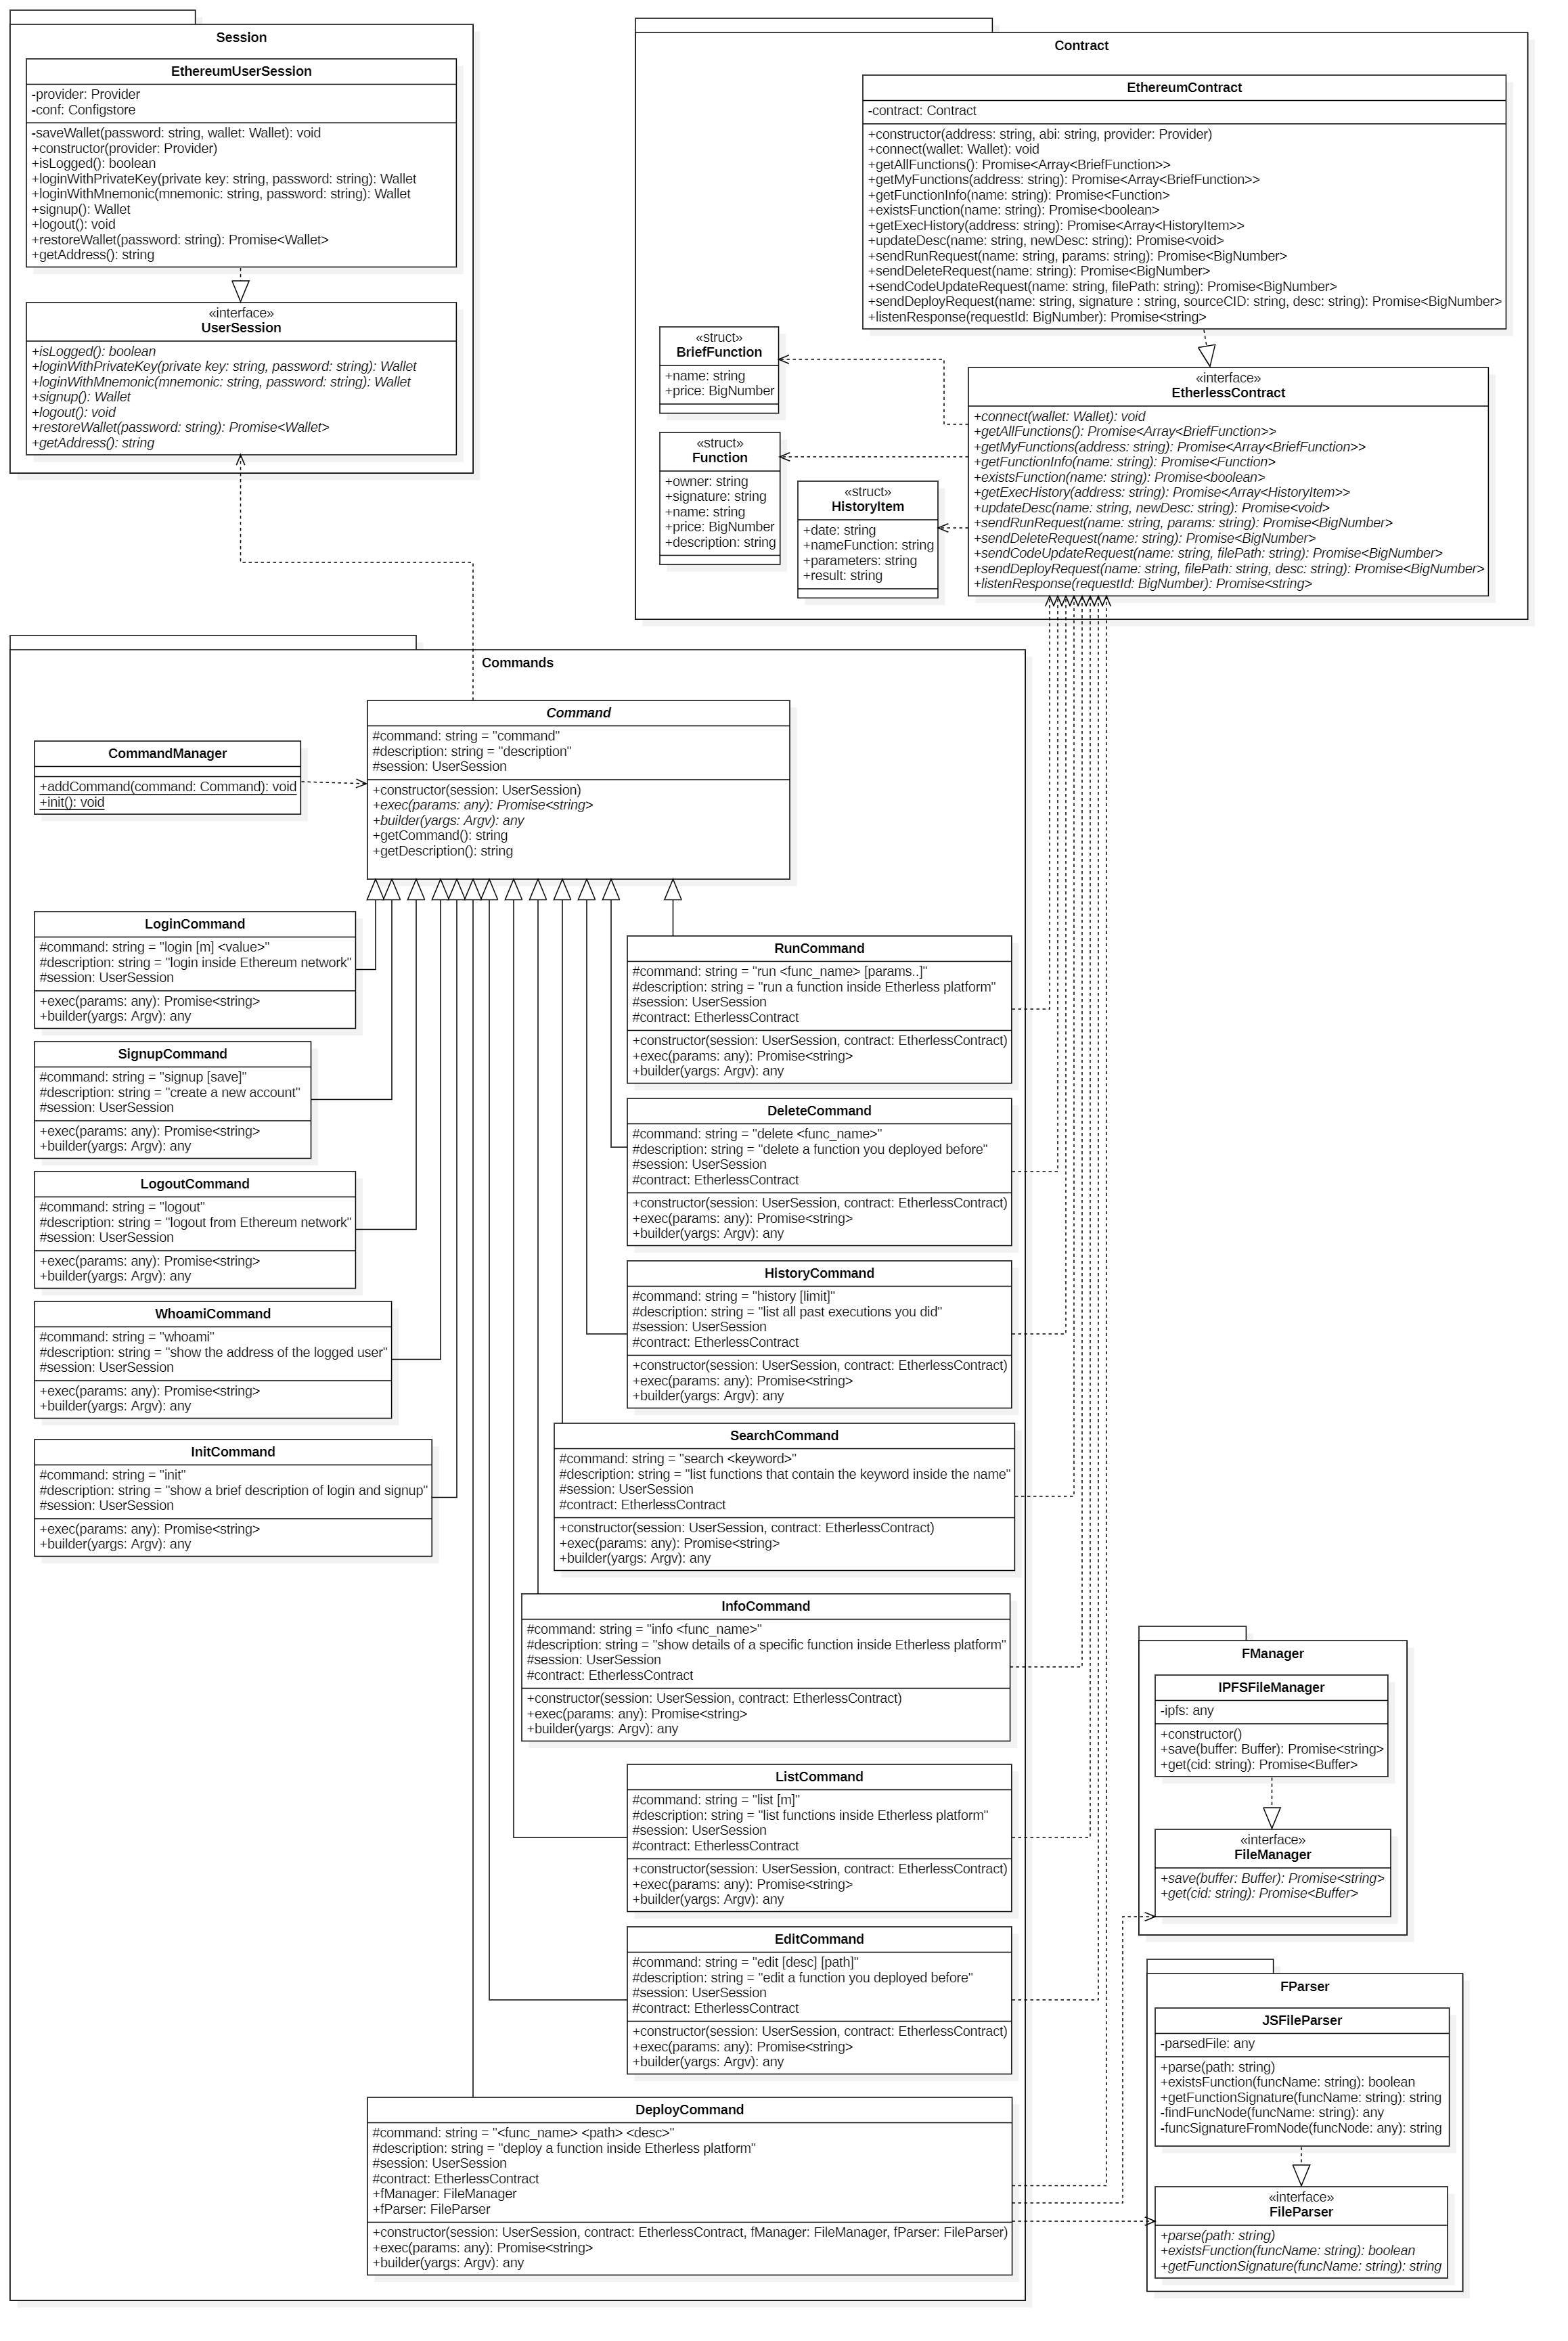 Session
EthereumUserSession
-provider: Provider
-conf: Configstore
-saveWallet(password: string, wallet: Wallet): void
+constructor(provider: Provider)
+isLogged(): boolean
+loginWithPrivateKey(private key: string, password: string): Wallet
+loginWithMnemonic(mnemonic: string, password: string): Wallet
+signup(): Wallet
+logout(): void
+restoreWallet(password: string): Promise<Wallet>
+getAddress(): string
«interface»
UserSession
+isLogged(): boolean
+loginWithPrivateKey(private key: string, password: string): Wallet
+loginWithMnemonic(mnemonic: string, password: string): Wallet
+signup(): Wallet
+logout(): void
+restoreWallet(password: string): Promise<Wallet>
+getAddress(): string
Contract
EthereumContract
-contract: Contract
+constructor(address: string, abi: string, provider: Provider)
+connect(wallet: Wallet): void
+getAllFunctions(): Promise<Array<BriefFunction>>
+getMyFunctions(address: string): Promise<Array<BriefFunction>>
+getFunctionInfo(name: string): Promise<Function>
+existsFunction(name: string): Promise<boolean>
+getExecHistory(address: string): Promise<Array<HistoryItem>>
+updateDesc(name: string, newDesc: string): Promise<void>
+sendRunRequest(name: string, params: string): Promise<BigNumber>
+sendDeleteRequest(name: string): Promise<BigNumber>
+sendCodeUpdateRequest(name: string, filePath: string): Promise<BigNumber>
+sendDeployRequest(name: string, signature : string, sourceCID: string, desc: string): Promise<BigNumber>
+listenResponse(requestId: BigNumber): Promise<string>
«struct»
BriefFunction
+name: string
+price: BigNumber
«struct»
Function
+owner: string
+signature: string
+name: string
+price: BigNumber
+description: string
«struct»
HistoryItem
+date: string
+nameFunction: string
+parameters: string
+result: string
«interface»
EtherlessContract
+connect(wallet: Wallet): void
+getAllFunctions(): Promise<Array<BriefFunction>>
+getMyFunctions(address: string): Promise<Array<BriefFunction>>
+getFunctionInfo(name: string): Promise<Function>
+existsFunction(name: string): Promise<boolean>
+getExecHistory(address: string): Promise<Array<HistoryItem>>
+updateDesc(name: string, newDesc: string): Promise<void>
+sendRunRequest(name: string, params: string): Promise<BigNumber>
+sendDeleteRequest(name: string): Promise<BigNumber>
+sendCodeUpdateRequest(name: string, filePath: string): Promise<BigNumber>
+sendDeployRequest(name: string, filePath: string, desc: string): Promise<BigNumber>
+listenResponse(requestId: BigNumber): Promise<string>
Commands
Command
#command: string = "command"
#description: string = "description"
#session: UserSession
+constructor(session: UserSession)
+exec(params: any): Promise<string>
+builder(yargs: Argv): any
+getCommand(): string
+getDescription(): string
CommandManager
+addCommand(command: Command): void
+init(): void
LoginCommand
#command: string = "login [m] <value>"
#description: string = "login inside Ethereum network"
#session: UserSession
+exec(params: any): Promise<string>
+builder(yargs: Argv): any
SignupCommand
#command: string = "signup [save]"
#description: string = "create a new account"
#session: UserSession
+exec(params: any): Promise<string>
+builder(yargs: Argv): any
LogoutCommand
#command: string = "logout"
#description: string = "logout from Ethereum network"
#session: UserSession
+exec(params: any): Promise<string>
+builder(yargs: Argv): any
WhoamiCommand
#command: string = "whoami"
#description: string = "show the address of the logged user"
#session: UserSession
+exec(params: any): Promise<string>
+builder(yargs: Argv): any
InitCommand
#command: string = "init"
#description: string = "show a brief description of login and signup"
#session: UserSession
+exec(params: any): Promise<string>
+builder(yargs: Argv): any
RunCommand
#command: string = "run <func_name> [params..]"
#description: string = "run a function inside Etherless platform"
#session: UserSession
#contract: EtherlessContract
+constructor(session: UserSession, contract: EtherlessContract)
+exec(params: any): Promise<string>
+builder(yargs: Argv): any
DeleteCommand
#command: string = "delete <func_name>"
#description: string = "delete a function you deployed before"
#session: UserSession
#contract: EtherlessContract
+constructor(session: UserSession, contract: EtherlessContract)
+exec(params: any): Promise<string>
+builder(yargs: Argv): any
HistoryCommand
#command: string = "history [limit]"
#description: string = "list all past executions you did"
#session: UserSession
#contract: EtherlessContract
+constructor(session: UserSession, contract: EtherlessContract)
+exec(params: any): Promise<string>
+builder(yargs: Argv): any
SearchCommand
#command: string = "search <keyword>"
#description: string = "list functions that contain the keyword inside the name"
#session: UserSession
#contract: EtherlessContract
+constructor(session: UserSession, contract: EtherlessContract)
+exec(params: any): Promise<string>
+builder(yargs: Argv): any
InfoCommand
#command: string = "info <func_name>"
#description: string = "show details of a specific function inside Etherless platform"
#session: UserSession
#contract: EtherlessContract
+constructor(session: UserSession, contract: EtherlessContract)
+exec(params: any): Promise<string>
+builder(yargs: Argv): any
ListCommand
#command: string = "list [m]"
#description: string = "list functions inside Etherless platform"
#session: UserSession
#contract: EtherlessContract
+constructor(session: UserSession, contract: EtherlessContract)
+exec(params: any): Promise<string>
+builder(yargs: Argv): any
EditCommand
#command: string = "edit [desc] [path]"
#description: string = "edit a function you deployed before"
#session: UserSession
#contract: EtherlessContract
+constructor(session: UserSession, contract: EtherlessContract)
+exec(params: any): Promise<string>
+builder(yargs: Argv): any
DeployCommand
#command: string = "<func_name> <path> <desc>"
#description: string = "deploy a function inside Etherless platform"
#session: UserSession
#contract: EtherlessContract
+fManager: FileManager
+fParser: FileParser
+constructor(session: UserSession, contract: EtherlessContract, fManager: FileManager, fParser: FileParser)
+exec(params: any): Promise<string>
+builder(yargs: Argv): any
FManager
IPFSFileManager
-ipfs: any
+constructor()
+save(buffer: Buffer): Promise<string>
+get(cid: string): Promise<Buffer>
«interface»
FileManager
+save(buffer: Buffer): Promise<string>
+get(cid: string): Promise<Buffer>
FParser
JSFileParser
-parsedFile: any
+parse(path: string)
+existsFunction(funcName: string): boolean
+getFunctionSignature(funcName: string): string
-findFuncNode(funcName: string): any
-funcSignatureFromNode(funcNode: any): string
«interface»
FileParser
+parse(path: string)
+existsFunction(funcName: string): boolean
+getFunctionSignature(funcName: string): string